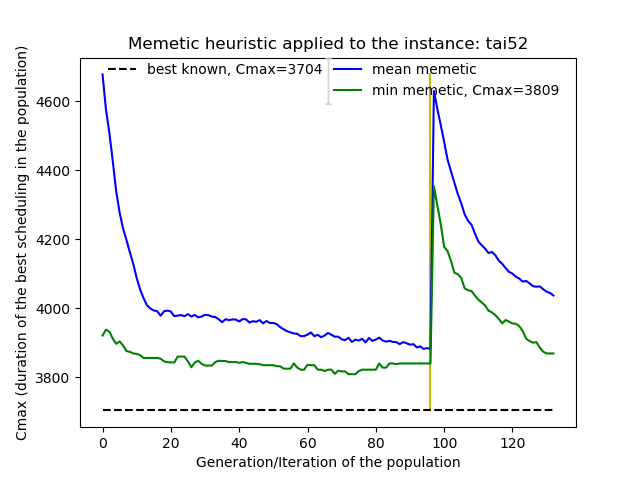 Memetic heuristic applied to the instance: tai52
best known, Cmax=3704
mean memetic
min memetic, Cmax=3809
Cmax (duration of the best scheduling in the population)
4600
4400
4200
4000
3800
0 20 40 60 80 100 120
Generation/Iteration of the population